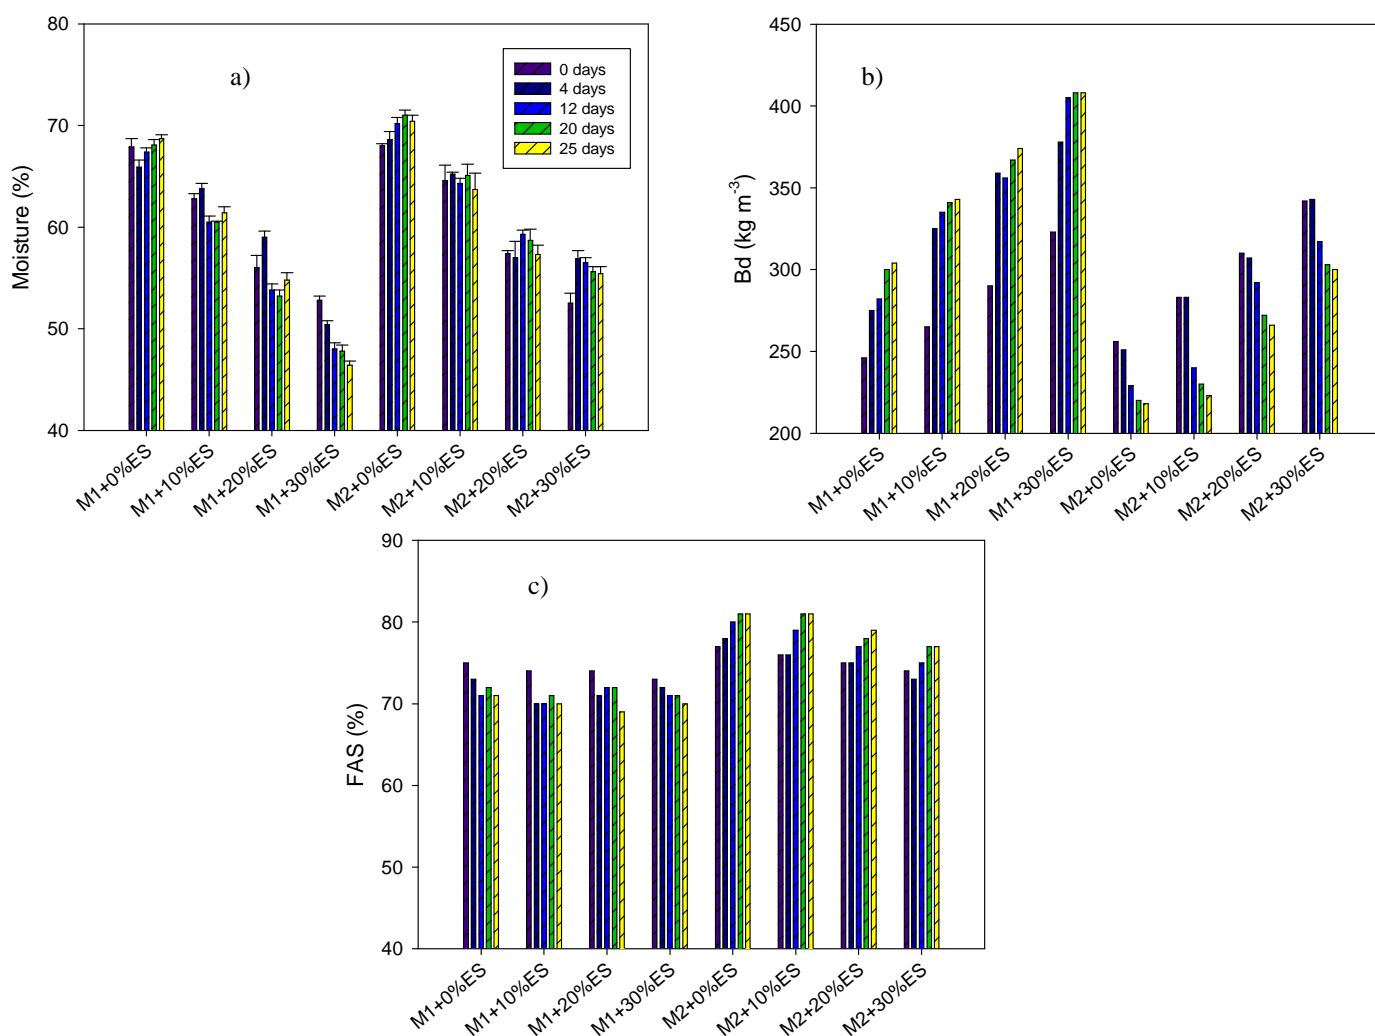 a)
Moisture (%)
80
70
60
50
40
0 days
4 days
12 days
20 days
25 days
M1+0%ES
M1+10%ES
M1+20%ES
M1+30%ES
M2+0%ES
M2+10%ES
M2+20%ES
M2+30%ES
b)
Bd (kg m⁻³)
450
400
350
300
250
200
M1+0%ES
M1+10%ES
M1+20%ES
M1+30%ES
M2+0%ES
M2+10%ES
M2+20%ES
M2+30%ES
c)
FAS (%)
90
80
70
60
50
40
M1+0%ES
M1+10%ES
M1+20%ES
M1+30%ES
M2+0%ES
M2+10%ES
M2+20%ES
M2+30%ES